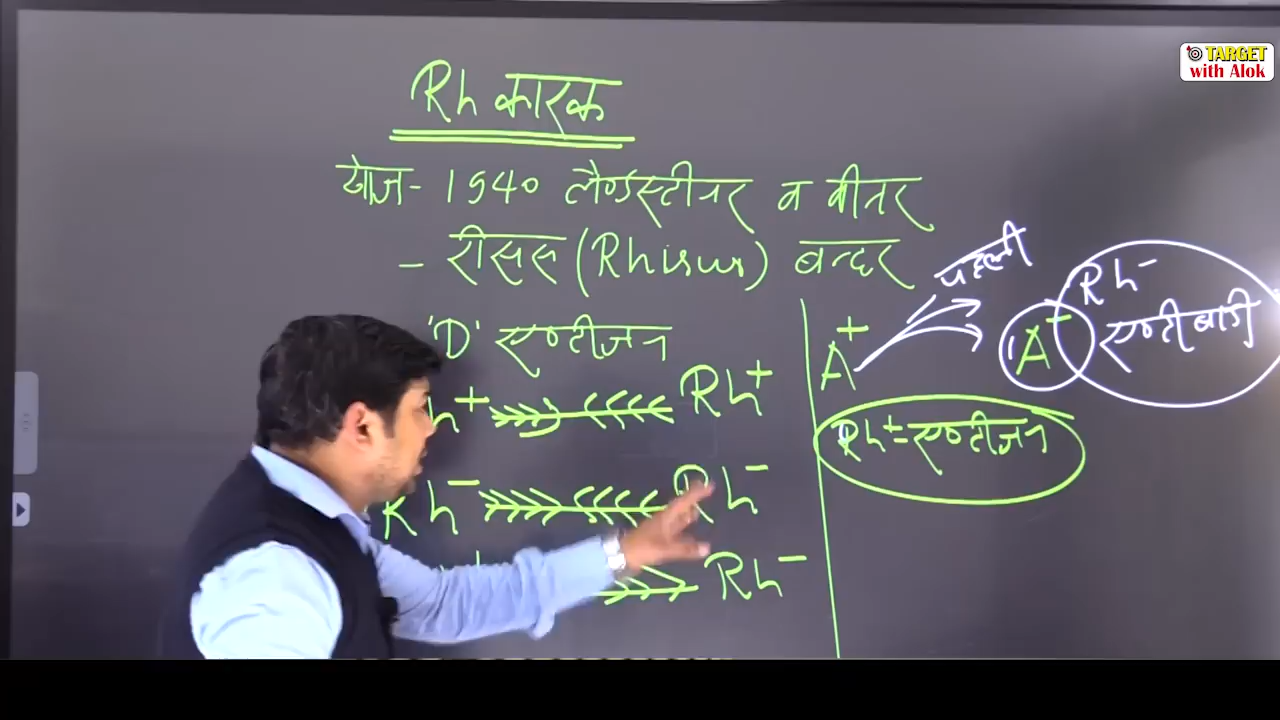 TARGET
with Alok
Rh कारक
खोज - 1940 लैण्डस्टीनर व वीनर
- रीसस (Rhisus) बन्दर
'D' एण्टीजन
h+ Rh+
Rh- Rh-
Rh-
A+ पहली A-
Rh-
एण्टीबाडी
Rh+ - एण्टीजन